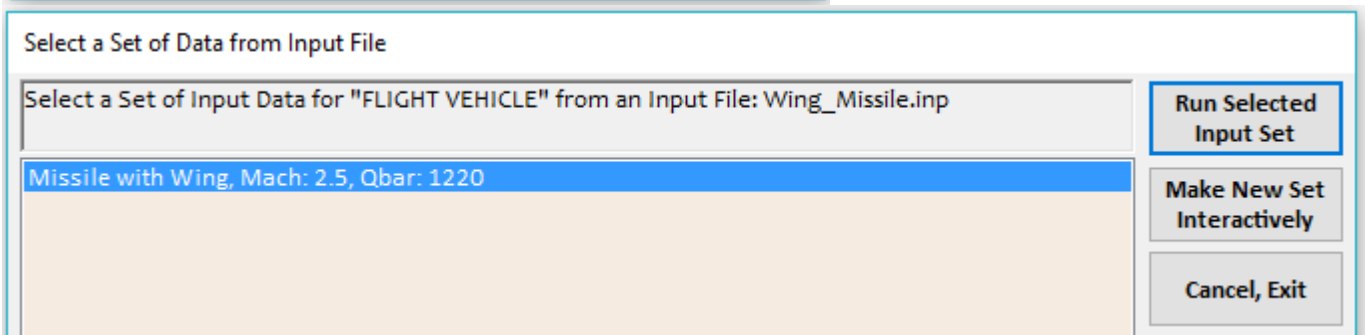 Select a Set of Data from Input File
Select a Set of Input Data for "FLIGHT VEHICLE" from an Input File: Wing_Missile.inp
Run Selected
Input Set
Missile with Wing, Mach: 2.5, Qbar: 1220
Make New Set
Interactively
Cancel, Exit